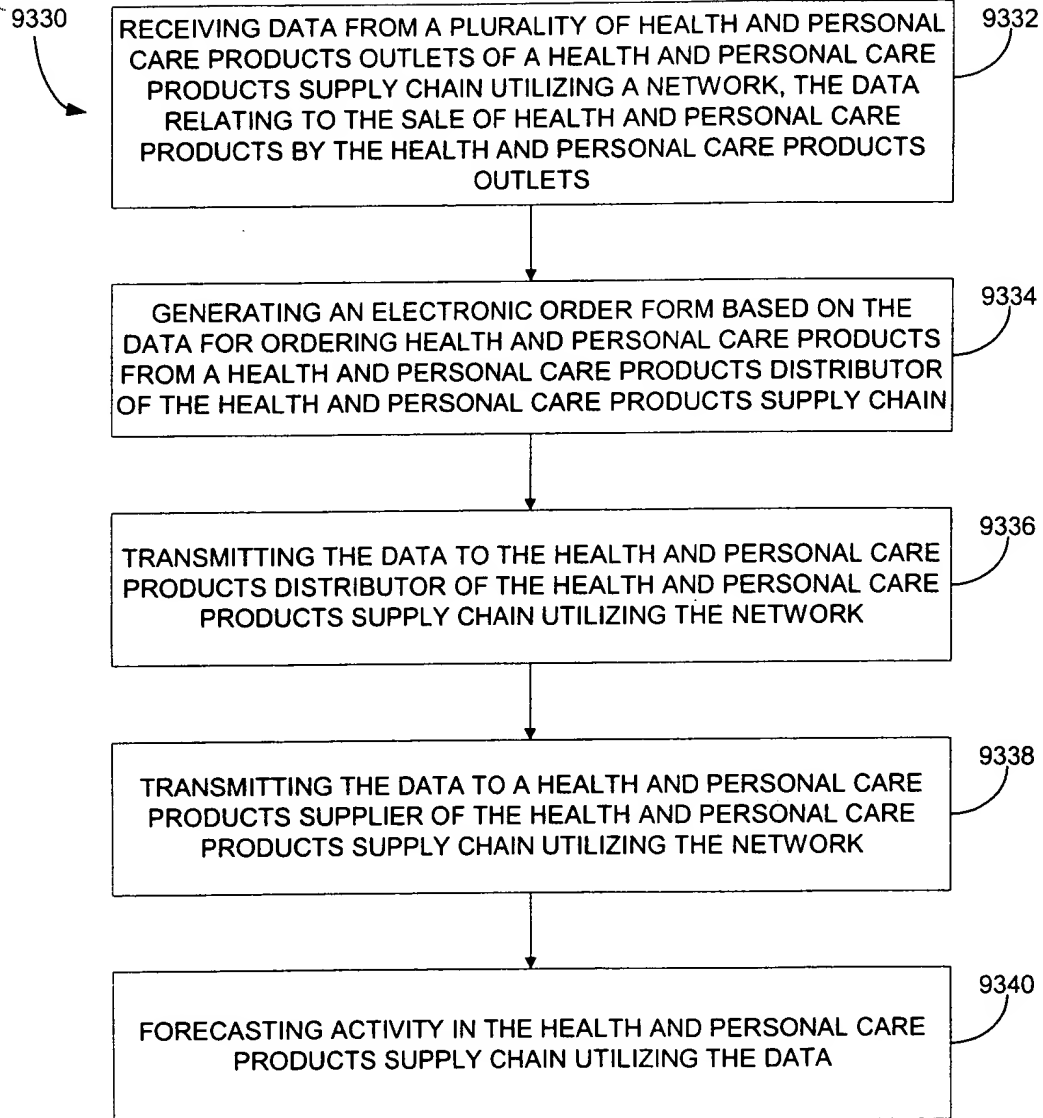 9330
RECEIVING DATA FROM A PLURALITY OF HEALTH AND PERSONAL
CARE PRODUCTS OUTLETS OF A HEALTH AND PERSONAL CARE
PRODUCTS SUPPLY CHAIN UTILIZING A NETWORK, THE DATA
RELATING TO THE SALE OF HEALTH AND PERSONAL CARE
PRODUCTS BY THE HEALTH AND PERSONAL CARE PRODUCTS
OUTLETS
9332
GENERATING AN ELECTRONIC ORDER FORM BASED ON THE
DATA FOR ORDERING HEALTH AND PERSONAL CARE PRODUCTS
FROM A HEALTH AND PERSONAL CARE PRODUCTS DISTRIBUTOR
OF THE HEALTH AND PERSONAL CARE PRODUCTS SUPPLY CHAIN
9334
TRANSMITTING THE DATA TO THE HEALTH AND PERSONAL CARE
PRODUCTS DISTRIBUTOR OF THE HEALTH AND PERSONAL CARE
PRODUCTS SUPPLY CHAIN UTILIZING THE NETWORK
9336
TRANSMITTING THE DATA TO A HEALTH AND PERSONAL CARE
PRODUCTS SUPPLIER OF THE HEALTH AND PERSONAL CARE
PRODUCTS SUPPLY CHAIN UTILIZING THE NETWORK
9338
FORECASTING ACTIVITY IN THE HEALTH AND PERSONAL CARE
PRODUCTS SUPPLY CHAIN UTILIZING THE DATA
9340